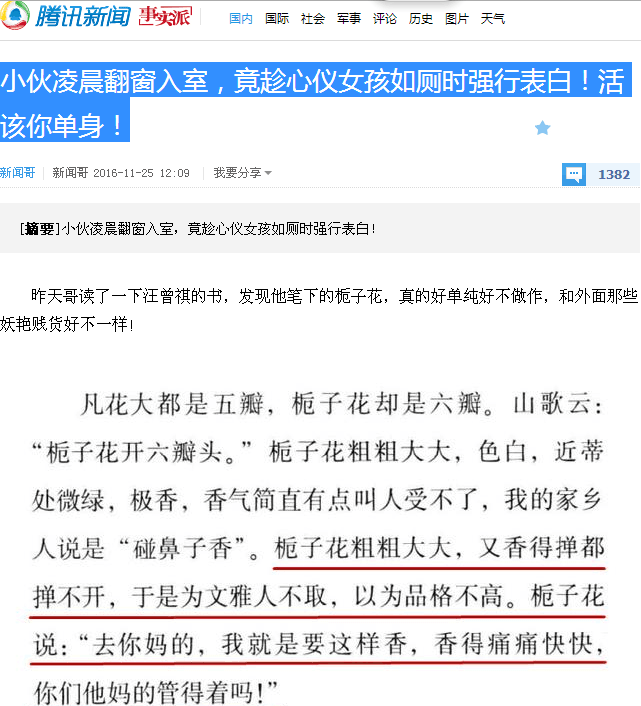 腾讯新闻 事实派 国内 国际 社会 军事 评论 历史 图片 天气
小伙凌晨翻窗入室，竟趁心仪女孩如厕时强行表白！活
该你单身！
新闻哥 新闻哥 2016-11-25 12:09 我要分享 1382
[摘要]小伙凌晨翻窗入室，竟趁心仪女孩如厕时强行表白！
昨天哥读了一下汪曾祺的书，发现他笔下的栀子花，真的好单纯好不做作，和外面那些
妖艳贱货好不一样！
凡花大都是五瓣，栀子花却是六瓣。山歌云：
“栀子花开六瓣头。”栀子花粗粗大大，色白，近蒂
处微绿，极香，香气简直有点叫人受不了，我的家乡
人说是“碰鼻子香”。栀子花粗粗大大，又香得掸都
掸不开，于是为文雅人不取，以为品格不高。栀子花
说：“去你妈的，我就是要这样香，香得痛痛快快，
你们他妈的管得着吗！”